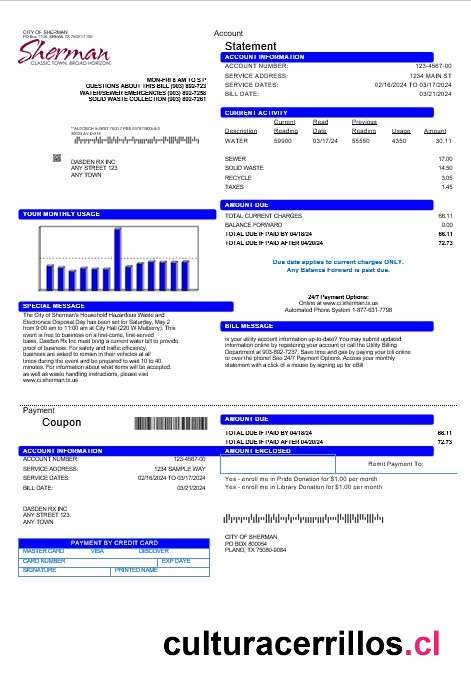 CITY OF SHERMAN
Sherman
CLASSIC TOWN. BROAD HORIZON.
MON-FRI 8 AM TO 5 P
QUESTIONS ABOUT THIS BILL (903) 892-723
WATER/SEWER EMERGENCIES (903) 892-7258
SOLID WASTE COLLECTION (903) 892-7261
DASDEN RX INC
ANY STREET 123
ANY TOWN
Account
Statement
ACCOUNT INFORMATION
ACCOUNT NUMBER: 123-4567-00
SERVICE ADDRESS: 1234 MAIN ST
SERVICE DATES: 02/16/2024 TO 03/17/2024
BILL DATE: 03/21/2024
CURRENT ACTIVITY
Current Read Previous
Description Reading Date Reading Usage Amount
WATER 59900 03/17/24 55550 4350 30.11
SEWER 17.00
SOLID WASTE 14.50
RECYCLE 3.05
TAXES 1.45
AMOUNT DUE
TOTAL CURRENT CHARGES 66.11
BALANCE FORWARD 0.00
TOTAL DUE IF PAID BY 04/18/24 66.11
TOTAL DUE IF PAID AFTER 04/20/24 72.73
Due date applies to current charges ONLY.
Any Balance Forward is past due.
24/7 Payment Options:
Online at www.ci.sherman.tx.us
Automated Phone System 1-877-631-7798
YOUR MONTHLY USAGE
SPECIAL MESSAGE
The City of Sherman's Household Hazardous Waste and
Electronics Disposal Day has been set for Saturday, May 2
from 9:00 am to 11:00 am at City Hall (220 W Mulberry). This
event is free to businesses on a first-come, first-served
basis, Dasden Rx Inc must bring a current water bill to provide
proof of business. For safety and traffic efficiency,
businesses are asked to remain in their vehicles at all
times during the event and be prepared to wait 10 to 40
minutes. For information about what items will be accepted
as well as waste handling instructions, please visit
www.ci.sherman.tx.us
BILL MESSAGE
Is your utility account information up-to-date? You may submit updated
information online by registering your account or call the Utility Billing
Department at 903-892-7237. Save time and gas by paying your bill online
or over the phone! See 24/7 Payment Options. Access your monthly
statement with a click of a mouse by signing up for eBill
Payment
Coupon
ACCOUNT INFORMATION
ACCOUNT NUMBER: 123-4567-00
SERVICE ADDRESS: 1234 SAMPLE WAY
SERVICE DATES: 02/16/2024 TO 03/17/2024
BILL DATE: 03/21/2024
DASDEN RX INC
ANY STREET 123
ANY TOWN
PAYMENT BY CREDIT CARD
MASTER CARD VISA DISCOVER
CARD NUMBER EXP DAYE
SIGNATURE PRINTED NAME
AMOUNT DUE
TOTAL DUE IF PAID BY 04/18/24 66.11
TOTAL DUE IF PAID AFTER 04/20/24 72.73
AMOUNT ENCLOSED
Remit Payment To:
Yes - enroll me in Pride Donation for $1.00 per month
Yes - enroll me in Library Donation for $1.00 per month
CITY OF SHERMAN
PO BOX 800064
PLANO, TX 75080-9084
culturacerrillos.cl